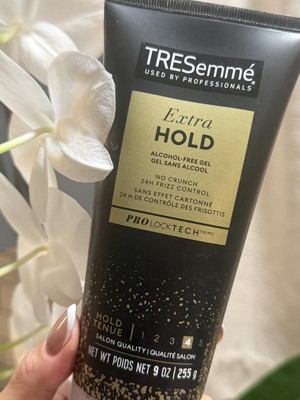 TRESemmé
USED BY PROFESSIONALS
Extra
HOLD
ALCOHOL-FREE GEL
GEL SANS ALCOOL
NO CRUNCH
24H FRIZZ CONTROL
SANS EFFET CARTONNÉ
24 H DE CONTRÔLE DES FRISOTTIS
PRO LOCKTECH
HOLD
TENUE
1 2 3 4 5
SALON QUALITY | QUALITÉ SALON
NET WT POIDS NET 9 OZ | 255 g